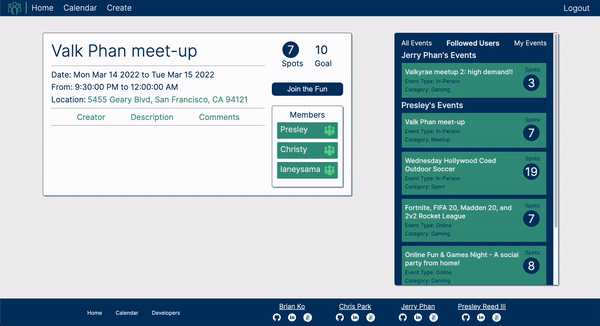 Home Calendar Create Logout
Valk Phan meet-up
7 Spots
10 Goal
Date: Mon Mar 14 2022 to Tue Mar 15 2022
From: 9:30:00 PM to 12:00:00 AM
Location: 5455 Geary Blvd, San Francisco, CA 94121
Creator Description Comments
Join the Fun
Members
Presley
Christy
laneysama
All Events Followed Users My Events
Jerry Phan's Events
Valkyrae meetup 2: high demand!!
Event Type: In-Person
Category: Gaming
Spots:
3
Presley's Events
Valk Phan meet-up
Event Type: In-Person
Category: Meetup
Spots:
7
Wednesday Hollywood Coed
Outdoor Soccer
Event Type: In-Person
Category: Sport
Spots:
19
Fortnite, FIFA 20, Madden 20, and
2v2 Rocket League
Event Type: Online
Category: Gaming
Spots:
7
Online Fun & Games Night - A social
party from home!
Event Type: Online
Category: Gaming
Spots:
8
Home Calendar Developers
Brian Ko Chris Park Jerry Phan Presley Reed III